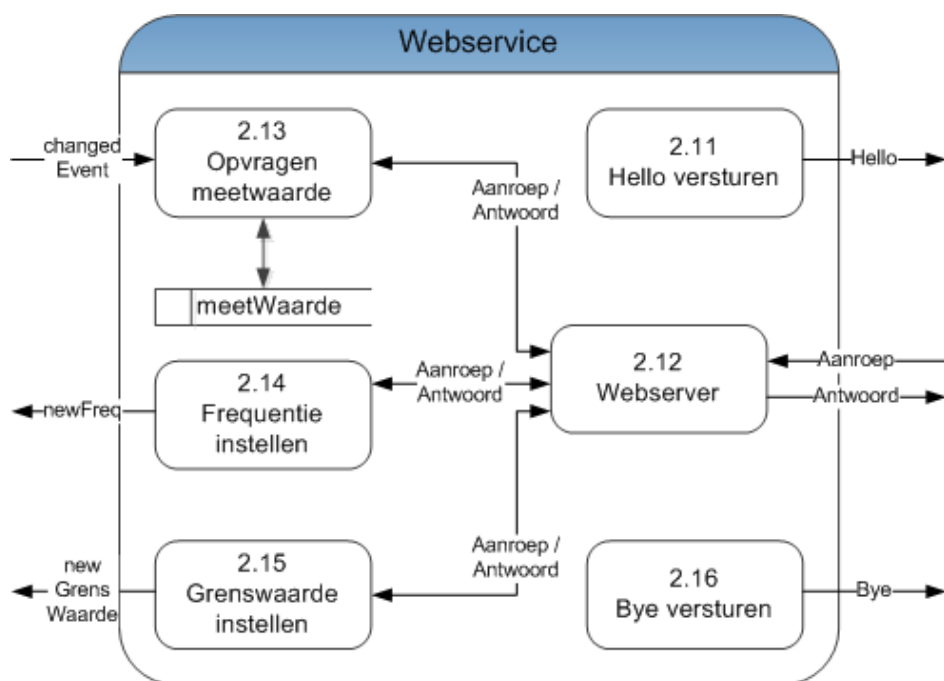 Webservice
changed
Event
2.13
Opvragen
meetwaarde
2.11
Hello versturen
Hello
Aanroep /
Antwoord
meetWaarde
2.14
Frequentie
instellen
newFreq
Aanroep /
Antwoord
2.12
Webserver
Aanroep
Antwoord
new
Grens
Waarde
2.15
Grenswaarde
instellen
Aanroep /
Antwoord
2.16
Bye versturen
Bye